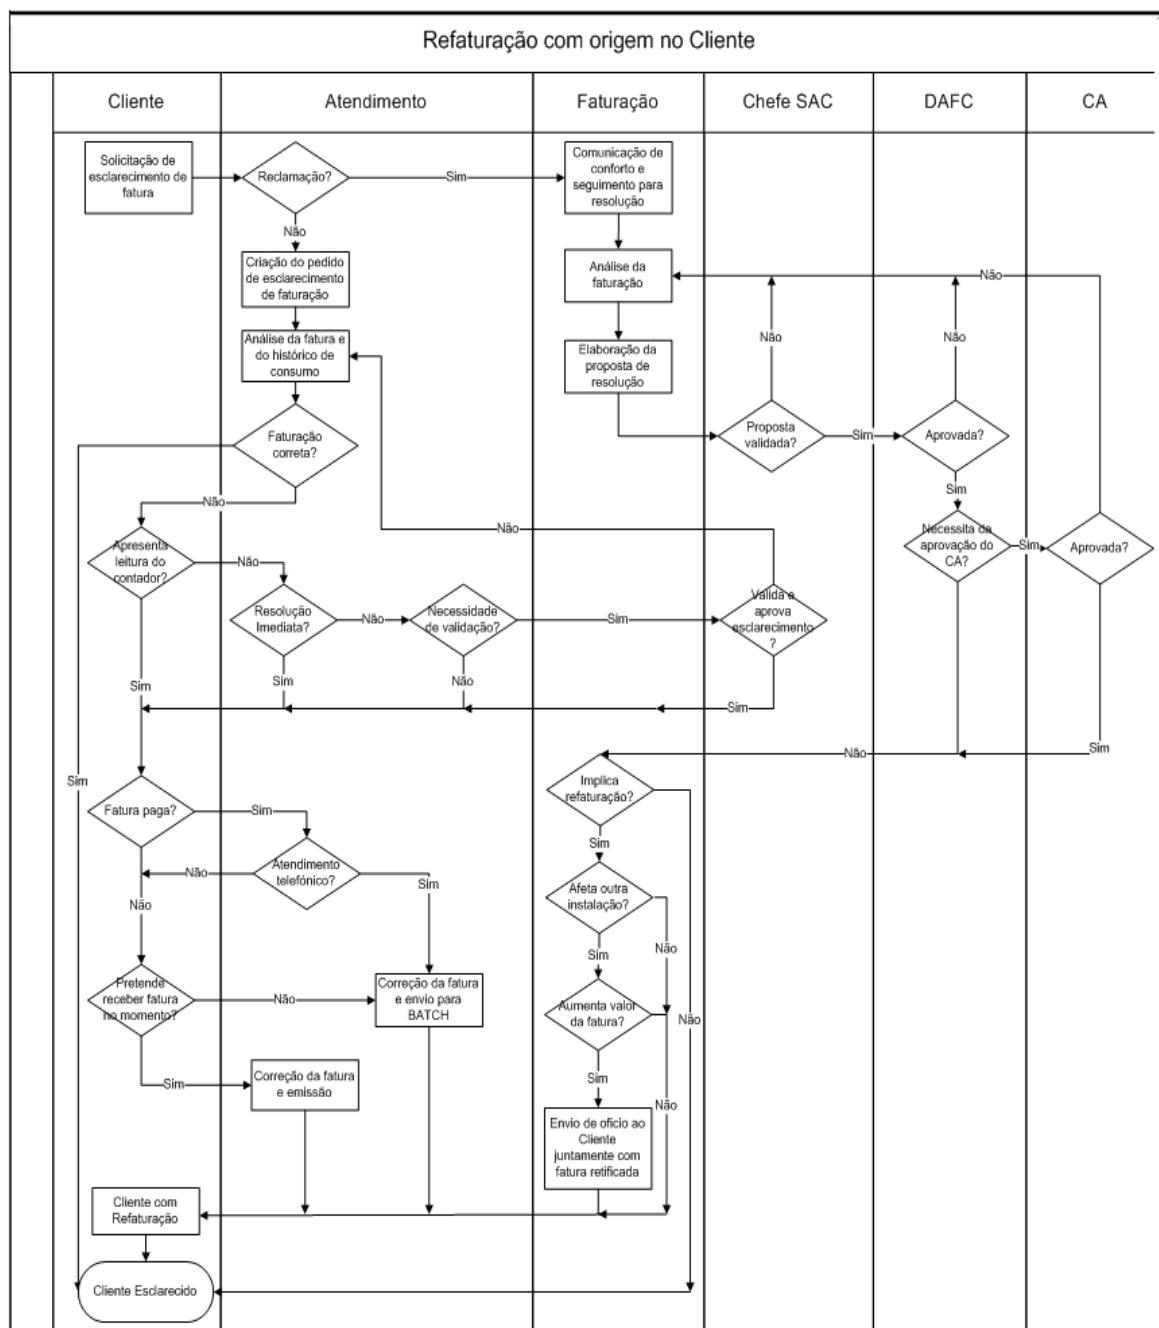 Refaturação com origem no Cliente
Cliente
Atendimento
Faturação
Chefe SAC
DAFC
CA
Solicitação de
esclarecimento de
fatura
Reclamação?
Sim
Comunicação de
conforto e
seguimento para
resolução
Não
Criação do pedido
de esclarecimento
de faturação
Análise da
faturação
Não
Análise da fatura e
do histórico de
consumo
Elaboração da
proposta de
resolução
Não
Não
Faturação
correta?
Proposta
validada?
Sim
Aprovada?
Sim
Não
Não
Apresenta
leitura do
contador?
Não
Necessita da
aprovação do
CA?
Sim
Aprovada?
Resolução
Imediata?
Não
Necessidade
de validação?
Sim
Valida e
aprova
esclarecimento
?
Sim
Sim
Não
Sim
Não
Sim
Sim
Fatura paga?
Sim
Implica
refaturação?
Sim
Atendimento
telefónico?
Não
Sim
Não
Afeta outra
instalação?
Sim
Não
Pretende
receber fatura
no momento?
Não
Correção da fatura
e envio para
BATCH
Aumenta valor
da fatura?
Não
Sim
Sim
Correção da fatura
e emissão
Não
Envio de oficio ao
Cliente
juntamente com
fatura retificada
Cliente com
Refaturação
Cliente Esclarecido